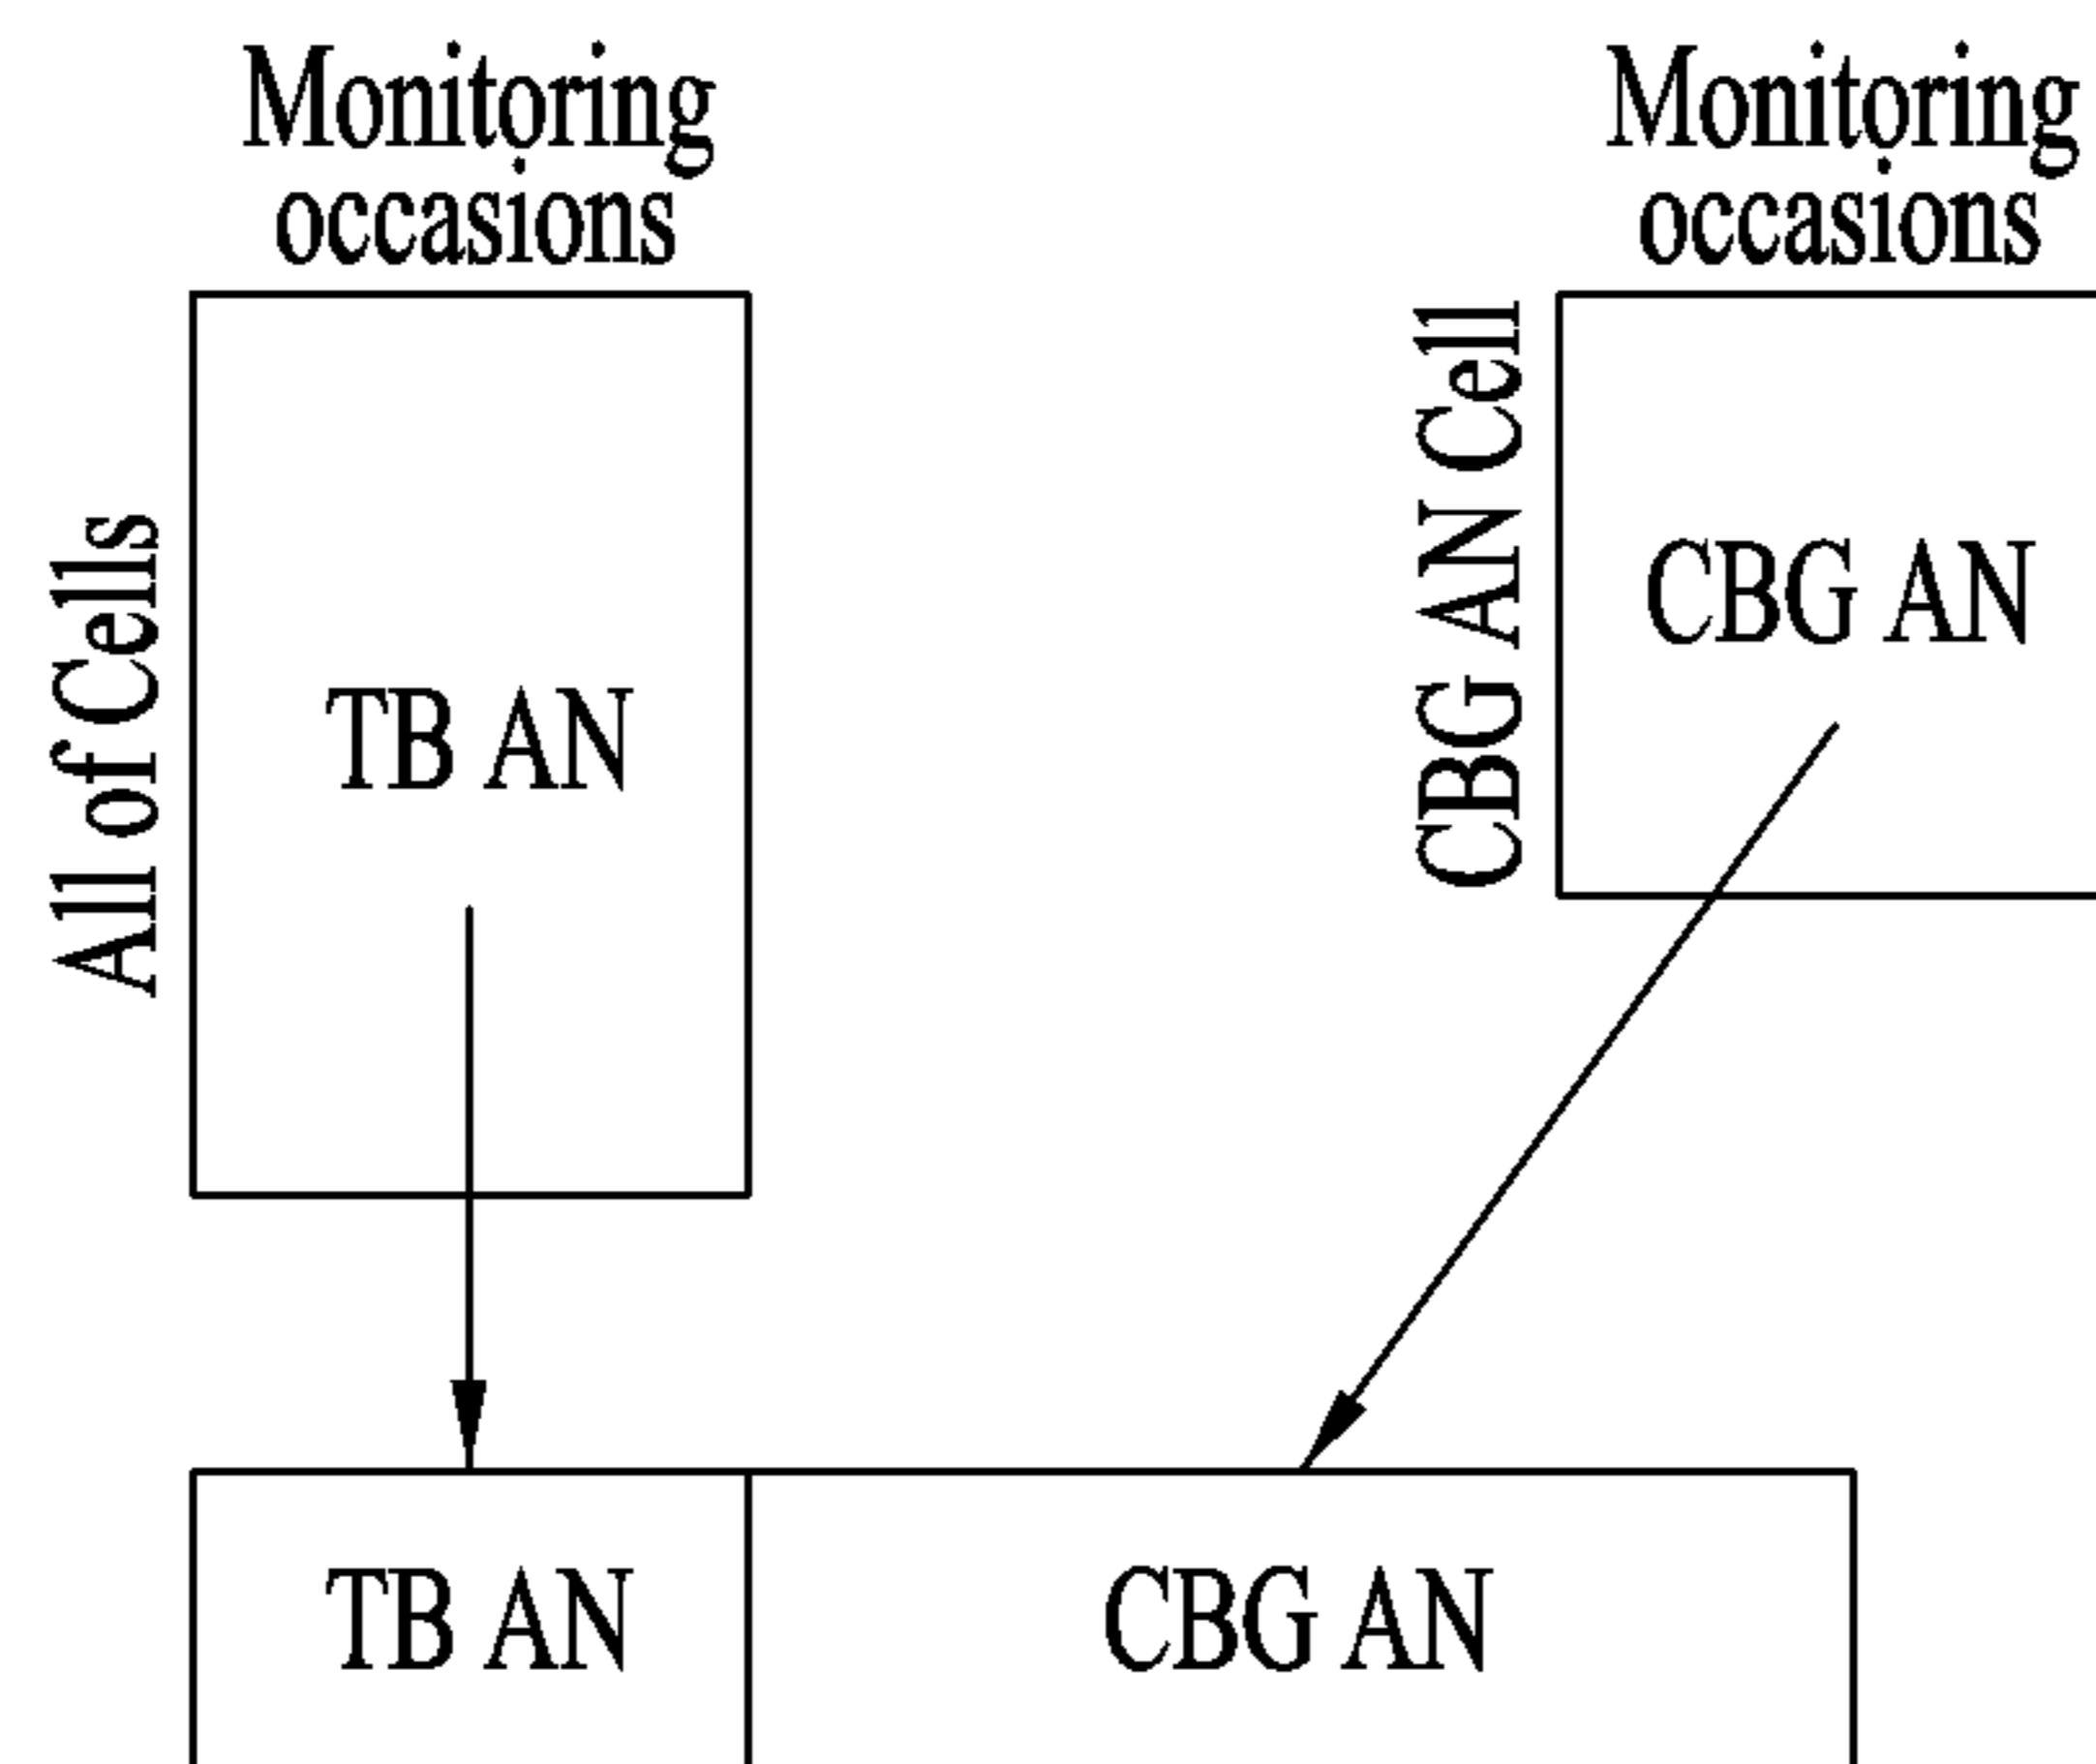 Monitoring
occasions
All of Cells
TB AN
Monitoring
occasions
CBG AN Cell
CBG AN
TB AN
CBG AN